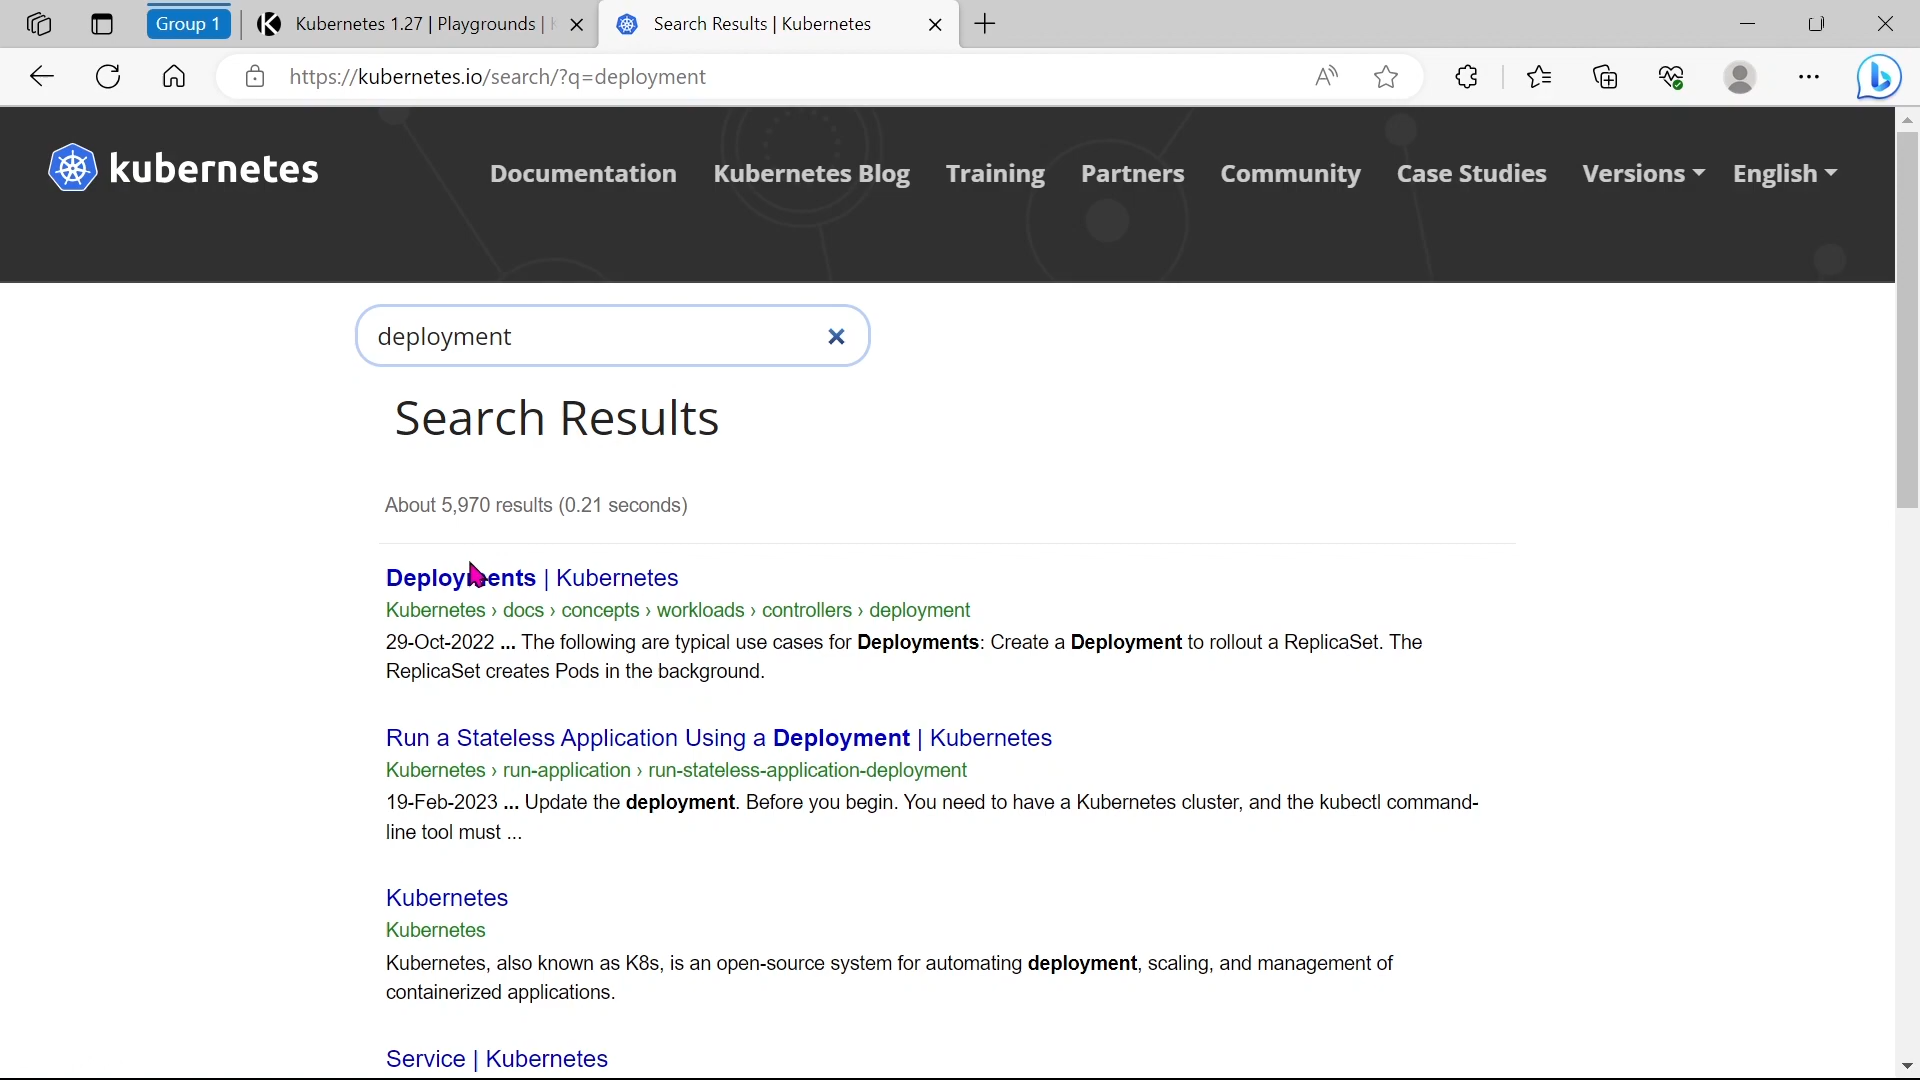 Group 1
Kubernetes 1.27 | Playgrounds |
Search Results | Kubernetes
https://kubernetes.io/search/?q=deployment
kubernetes
Documentation
Kubernetes Blog
Training
Partners
Community
Case Studies
Versions
English
deployment
Search Results
About 5,970 results (0.21 seconds)
Deployments | Kubernetes
Kubernetes › docs › concepts › workloads › controllers › deployment
29-Oct-2022 ... The following are typical use cases for Deployments: Create a Deployment to rollout a ReplicaSet. The
ReplicaSet creates Pods in the background.
Run a Stateless Application Using a Deployment | Kubernetes
Kubernetes › run-application › run-stateless-application-deployment
19-Feb-2023 ... Update the deployment. Before you begin. You need to have a Kubernetes cluster, and the kubectl command-
line tool must ...
Kubernetes
Kubernetes
Kubernetes, also known as K8s, is an open-source system for automating deployment, scaling, and management of
containerized applications.
Service | Kubernetes